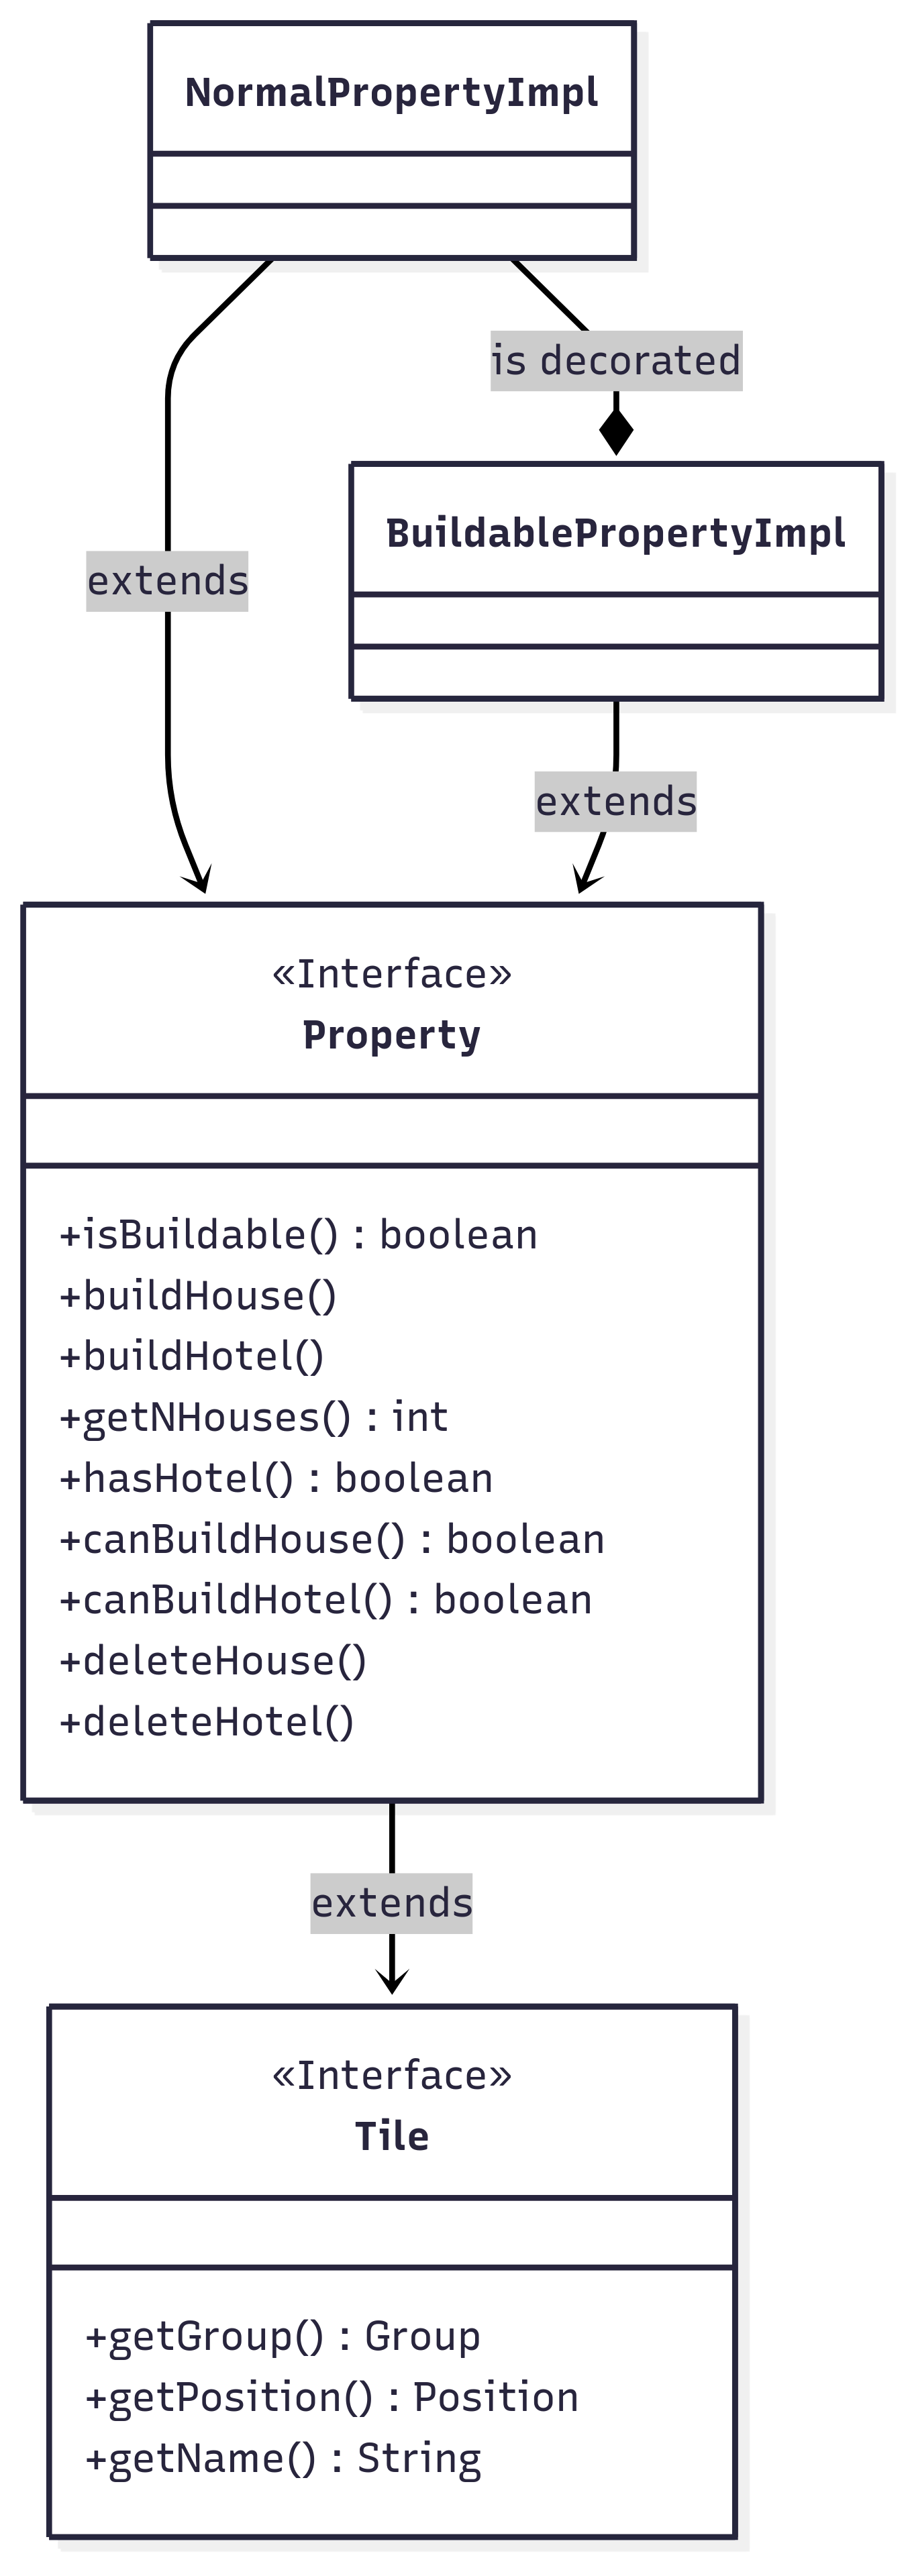 NormalPropertyImpl
is decorated
BuildablePropertyImpl
extends
extends
«Interface»
Property
+isBuildable() : boolean
+buildHouse()
+buildHotel()
+getNHouses() : int
+hasHotel() : boolean
+canBuildHouse() : boolean
+canBuildHotel() : boolean
+deleteHouse()
+deleteHotel()
extends
«Interface»
Tile
+getGroup() : Group
+getPosition() : Position
+getName() : String